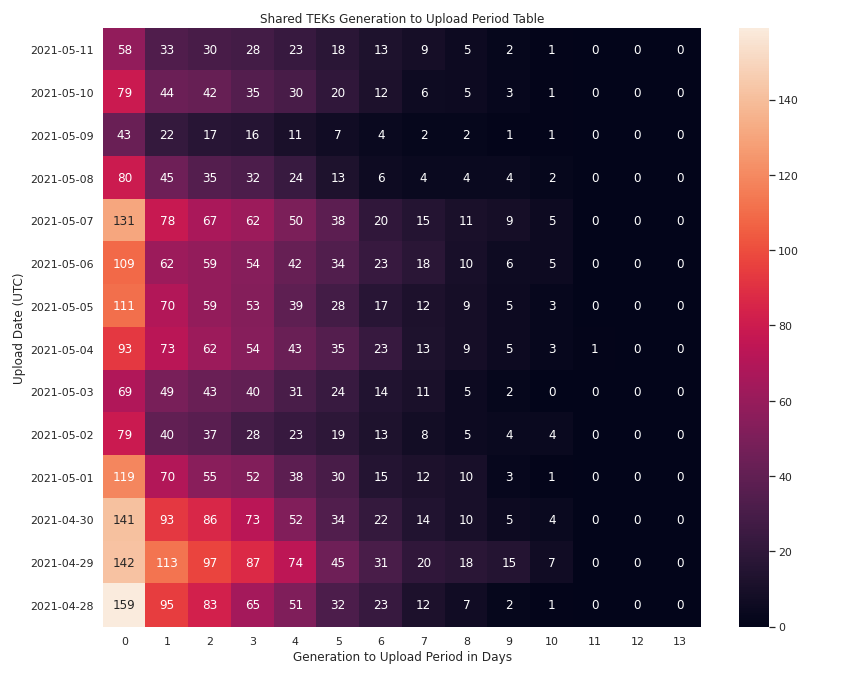 Shared TEKs Generation to Upload Period Table
2021-05-11 58 33 30 28 23 18 13 9 5 2 1 0 0 0
2021-05-10 79 44 42 35 30 20 12 6 5 3 1 0 0 0
2021-05-09 43 22 17 16 11 7 4 2 2 1 1 0 0 0
2021-05-08 80 45 35 32 24 13 6 4 4 4 2 0 0 0
2021-05-07 131 78 67 62 50 38 20 15 11 9 5 0 0 0
2021-05-06 109 62 59 54 42 34 23 18 10 6 5 0 0 0
2021-05-05 111 70 59 53 39 28 17 12 9 5 3 0 0 0
2021-05-04 93 73 62 54 43 35 23 13 9 5 3 1 0 0
2021-05-03 69 49 43 40 31 24 14 11 5 2 0 0 0 0
2021-05-02 79 40 37 28 23 19 13 8 5 4 4 0 0 0
2021-05-01 119 70 55 52 38 30 15 12 10 3 1 0 0 0
2021-04-30 141 93 86 73 52 34 22 14 10 5 4 0 0 0
2021-04-29 142 113 97 87 74 45 31 20 18 15 7 0 0 0
2021-04-28 159 95 83 65 51 32 23 12 7 2 1 0 0 0
0 1 2 3 4 5 6 7 8 9 10 11 12 13
Generation to Upload Period in Days
Upload Date (UTC)
140
120
100
80
60
40
20
0